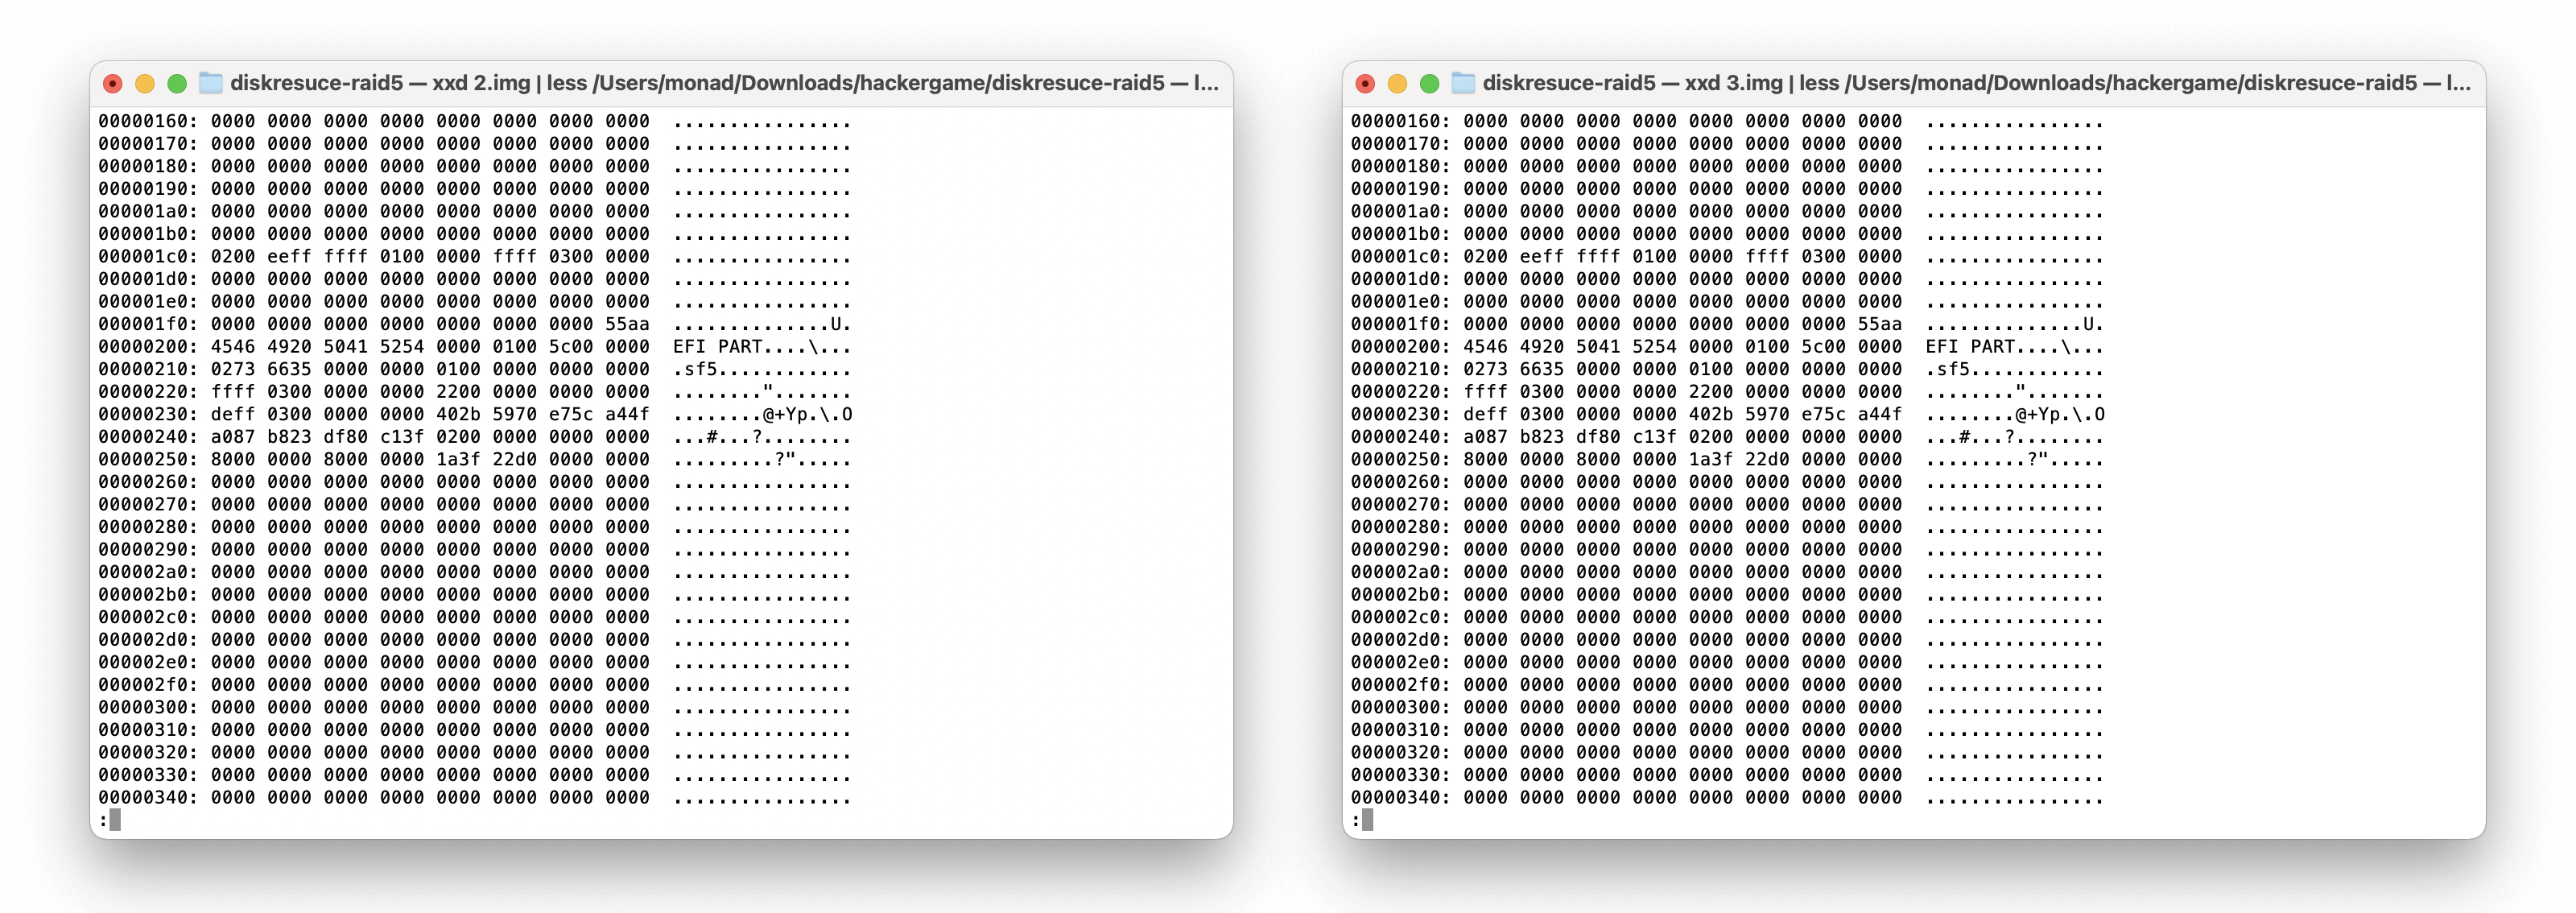 diskresuce-raid5 — xxd 2.img | less /Users/monad/Downloads/hackergame/diskresuce-raid5 — l...
00000160: 0000 0000 0000 0000 0000 0000 0000 0000  ................
00000170: 0000 0000 0000 0000 0000 0000 0000 0000  ................
00000180: 0000 0000 0000 0000 0000 0000 0000 0000  ................
00000190: 0000 0000 0000 0000 0000 0000 0000 0000  ................
000001a0: 0000 0000 0000 0000 0000 0000 0000 0000  ................
000001b0: 0000 0000 0000 0000 0000 0000 0000 0000  ................
000001c0: 0200 eeff ffff 0100 0000 ffff 0300 0000  ................
000001d0: 0000 0000 0000 0000 0000 0000 0000 0000  ................
000001e0: 0000 0000 0000 0000 0000 0000 0000 0000  ................
000001f0: 0000 0000 0000 0000 0000 0000 0000 55aa  ..............U.
00000200: 4546 4920 5041 5254 0000 0100 5c00 0000  EFI PART....\...
00000210: 0273 6635 0000 0000 0100 0000 0000 0000  .sf5............
00000220: ffff 0300 0000 0000 2200 0000 0000 0000  ........".......
00000230: deff 0300 0000 0000 402b 5970 e75c a44f  ........@+Yp.\.O
00000240: a087 b823 df80 c13f 0200 0000 0000 0000  ...#...?........
00000250: 8000 0000 8000 0000 1a3f 22d0 0000 0000  .........?".....
00000260: 0000 0000 0000 0000 0000 0000 0000 0000  ................
00000270: 0000 0000 0000 0000 0000 0000 0000 0000  ................
00000280: 0000 0000 0000 0000 0000 0000 0000 0000  ................
00000290: 0000 0000 0000 0000 0000 0000 0000 0000  ................
000002a0: 0000 0000 0000 0000 0000 0000 0000 0000  ................
000002b0: 0000 0000 0000 0000 0000 0000 0000 0000  ................
000002c0: 0000 0000 0000 0000 0000 0000 0000 0000  ................
000002d0: 0000 0000 0000 0000 0000 0000 0000 0000  ................
000002e0: 0000 0000 0000 0000 0000 0000 0000 0000  ................
000002f0: 0000 0000 0000 0000 0000 0000 0000 0000  ................
00000300: 0000 0000 0000 0000 0000 0000 0000 0000  ................
00000310: 0000 0000 0000 0000 0000 0000 0000 0000  ................
00000320: 0000 0000 0000 0000 0000 0000 0000 0000  ................
00000330: 0000 0000 0000 0000 0000 0000 0000 0000  ................
00000340: 0000 0000 0000 0000 0000 0000 0000 0000  ................
:
diskresuce-raid5 — xxd 3.img | less /Users/monad/Downloads/hackergame/diskresuce-raid5 — l...
00000160: 0000 0000 0000 0000 0000 0000 0000 0000  ................
00000170: 0000 0000 0000 0000 0000 0000 0000 0000  ................
00000180: 0000 0000 0000 0000 0000 0000 0000 0000  ................
00000190: 0000 0000 0000 0000 0000 0000 0000 0000  ................
000001a0: 0000 0000 0000 0000 0000 0000 0000 0000  ................
000001b0: 0000 0000 0000 0000 0000 0000 0000 0000  ................
000001c0: 0200 eeff ffff 0100 0000 ffff 0300 0000  ................
000001d0: 0000 0000 0000 0000 0000 0000 0000 0000  ................
000001e0: 0000 0000 0000 0000 0000 0000 0000 0000  ................
000001f0: 0000 0000 0000 0000 0000 0000 0000 55aa  ..............U.
00000200: 4546 4920 5041 5254 0000 0100 5c00 0000  EFI PART....\...
00000210: 0273 6635 0000 0000 0100 0000 0000 0000  .sf5............
00000220: ffff 0300 0000 0000 2200 0000 0000 0000  ........".......
00000230: deff 0300 0000 0000 402b 5970 e75c a44f  ........@+Yp.\.O
00000240: a087 b823 df80 c13f 0200 0000 0000 0000  ...#...?........
00000250: 8000 0000 8000 0000 1a3f 22d0 0000 0000  .........?".....
00000260: 0000 0000 0000 0000 0000 0000 0000 0000  ................
00000270: 0000 0000 0000 0000 0000 0000 0000 0000  ................
00000280: 0000 0000 0000 0000 0000 0000 0000 0000  ................
00000290: 0000 0000 0000 0000 0000 0000 0000 0000  ................
000002a0: 0000 0000 0000 0000 0000 0000 0000 0000  ................
000002b0: 0000 0000 0000 0000 0000 0000 0000 0000  ................
000002c0: 0000 0000 0000 0000 0000 0000 0000 0000  ................
000002d0: 0000 0000 0000 0000 0000 0000 0000 0000  ................
000002e0: 0000 0000 0000 0000 0000 0000 0000 0000  ................
000002f0: 0000 0000 0000 0000 0000 0000 0000 0000  ................
00000300: 0000 0000 0000 0000 0000 0000 0000 0000  ................
00000310: 0000 0000 0000 0000 0000 0000 0000 0000  ................
00000320: 0000 0000 0000 0000 0000 0000 0000 0000  ................
00000330: 0000 0000 0000 0000 0000 0000 0000 0000  ................
00000340: 0000 0000 0000 0000 0000 0000 0000 0000  ................
: